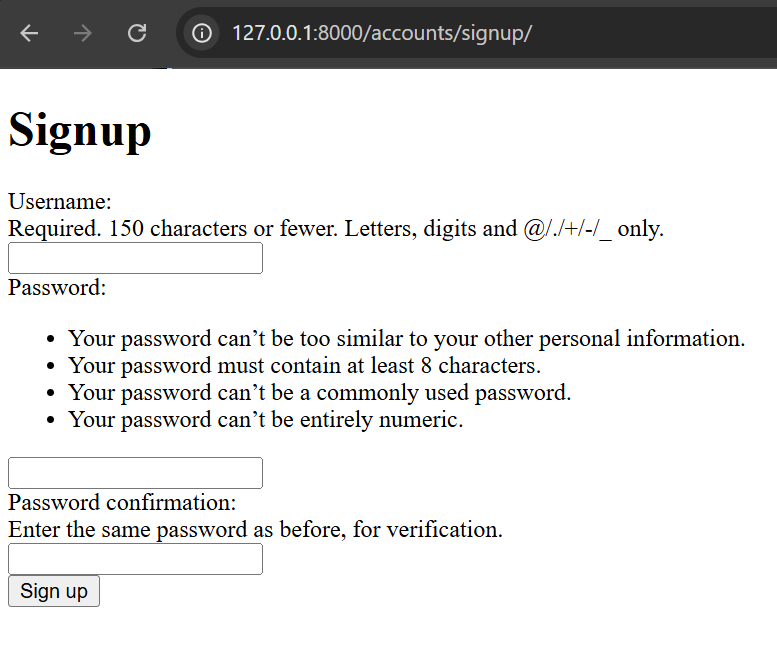 127.0.0.1:8000/accounts/signup/
Signup
Username:
Required. 150 characters or fewer. Letters, digits and @/./+/-/_ only.
Password:
• Your password can’t be too similar to your other personal information.
• Your password must contain at least 8 characters.
• Your password can’t be a commonly used password.
• Your password can’t be entirely numeric.
Password confirmation:
Enter the same password as before, for verification.
Sign up